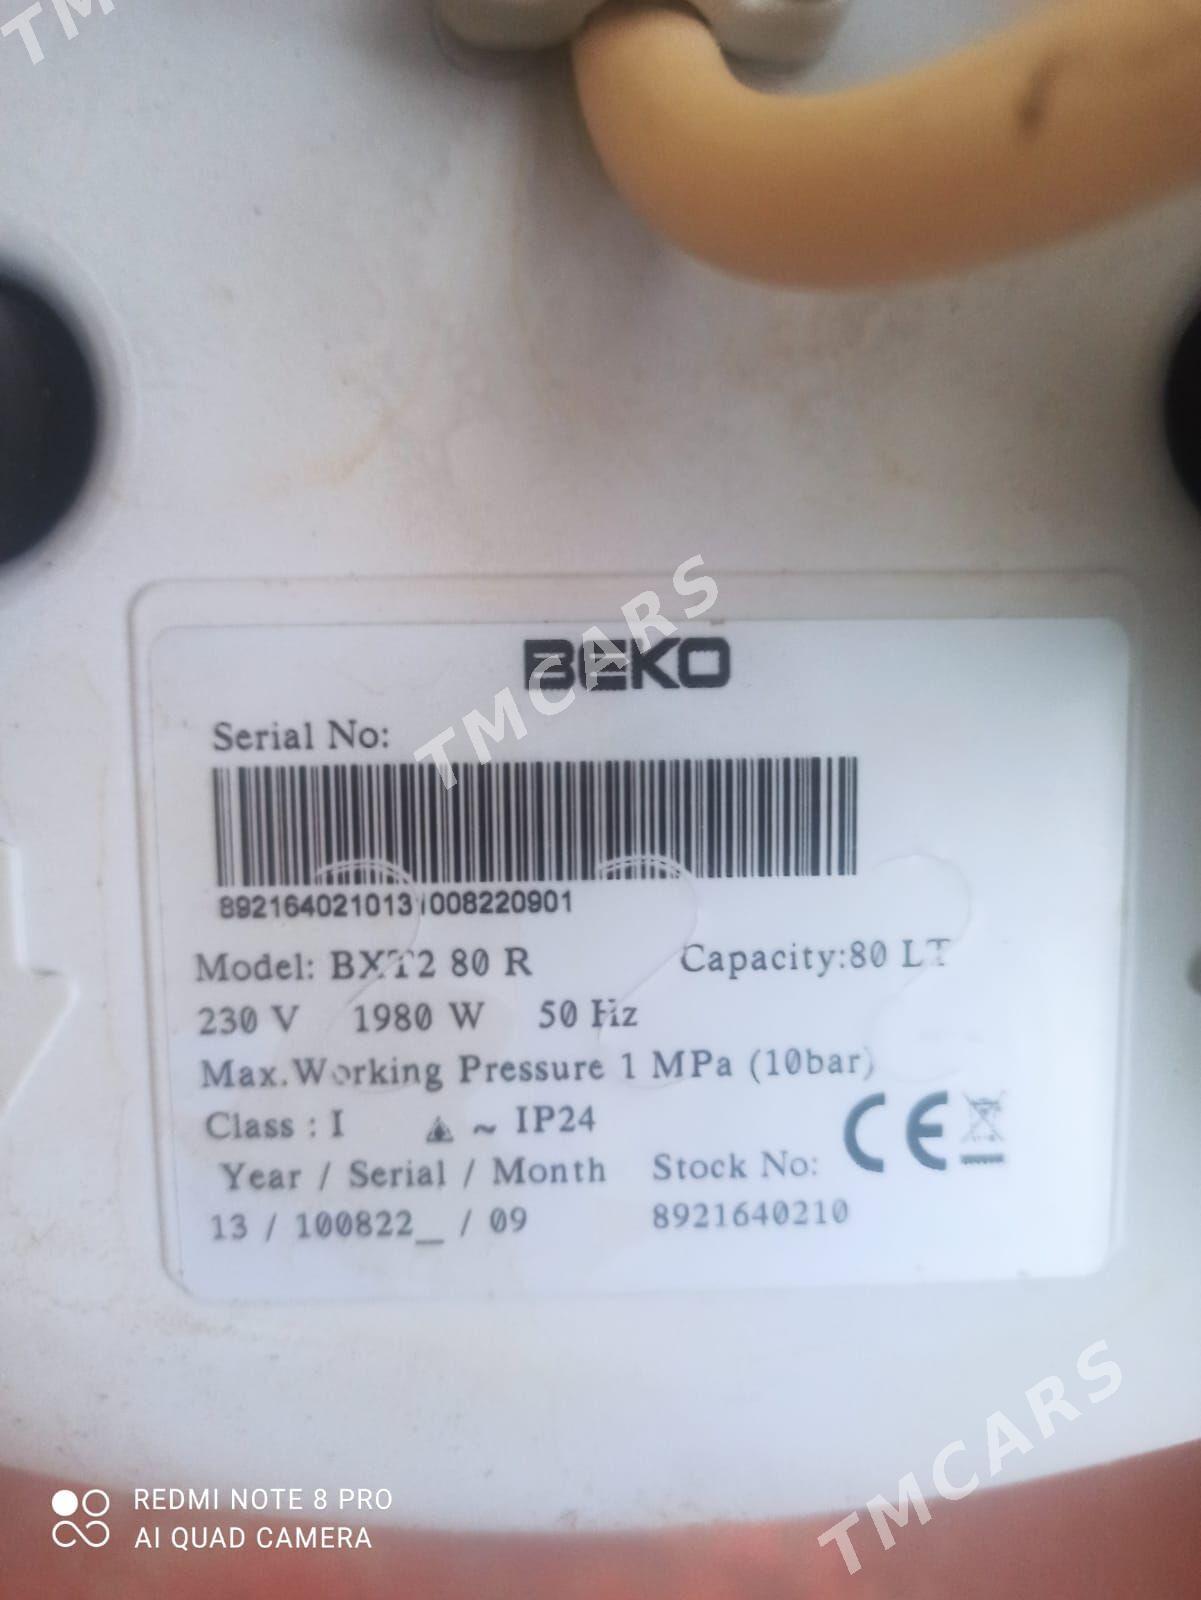 TM
TMCARS
BEKO
Serial No:
8921640210131008220901
Model: BXT2 80 R Capacity:80 LT
230 V 1980 W 50 Hz
Max.Working Pressure 1 MPa (10bar)
Class : I ~ IP24
CE
Year / Serial / Month Stock No:
13 / 100822_ / 09 8921640210
TMCARS
REDMI NOTE 8 PRO
AI QUAD CAMERA